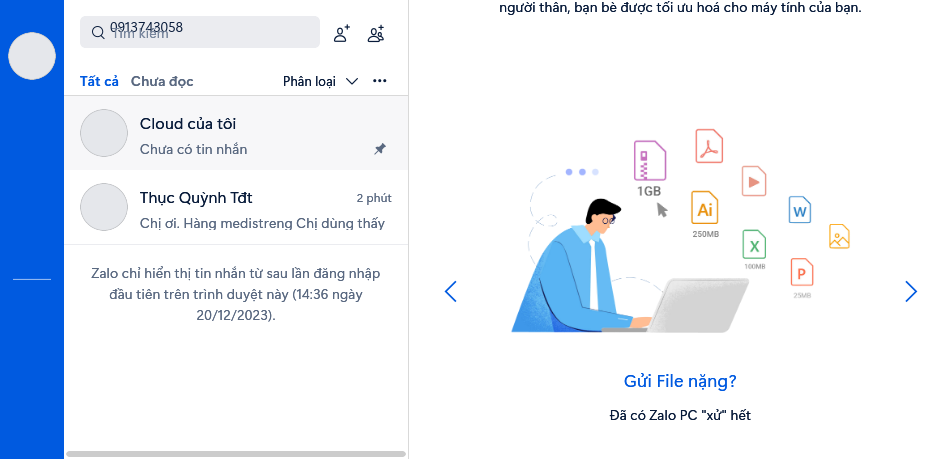 0913743058
Tìm kiếm
Tất cả Chưa đọc Phân loại
Cloud của tôi
Chưa có tin nhắn
Thục Quỳnh Tđt 2 phút
Chị ơi. Hàng medistreng Chị dùng thấy
Zalo chỉ hiển thị tin nhắn từ sau lần đăng nhập
đầu tiên trên trình duyệt này (14:36 ngày
20/12/2023).
người thân, bạn bè được tối ưu hoá cho máy tính của bạn.
1GB
Ai
250MB
W
X
100MB
P
25MB
Gửi File nặng?
Đã có Zalo PC "xử" hết